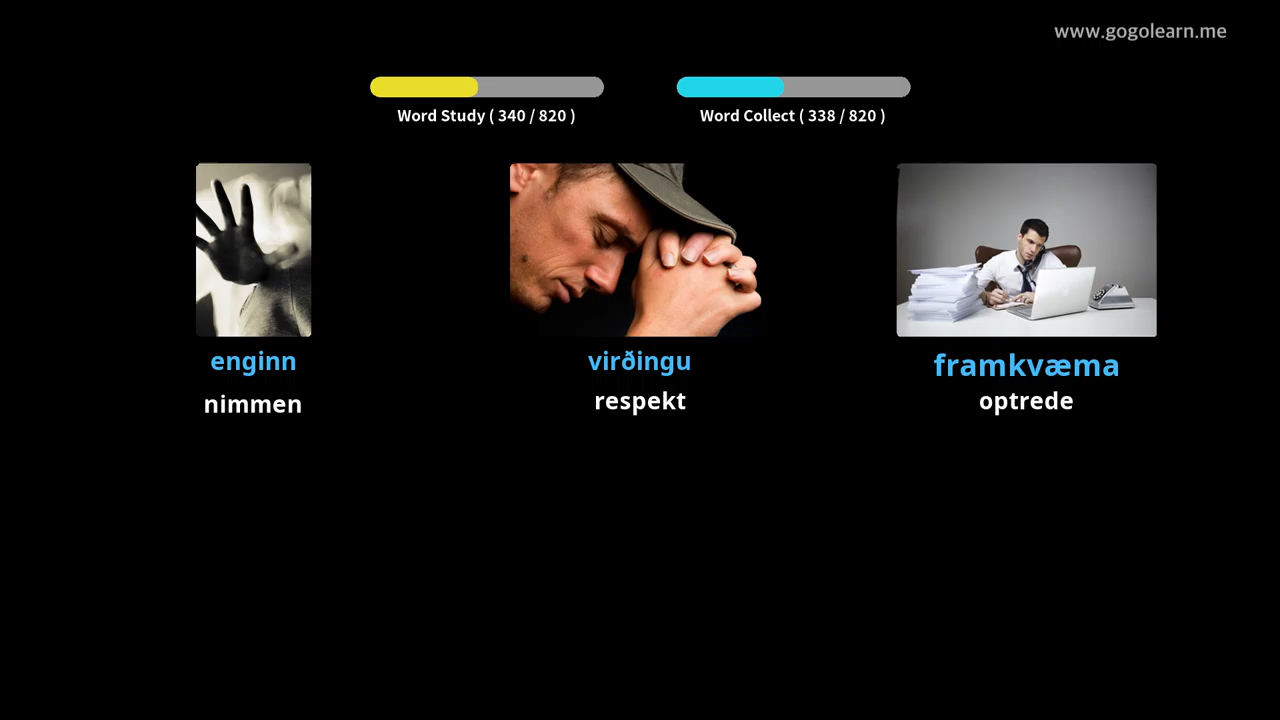 www.gogolearn.me
Word Study ( 340 / 820 )
Word Collect ( 338 / 820 )
enginn
virðingu
framkvæma
nimmen
respekt
optrede